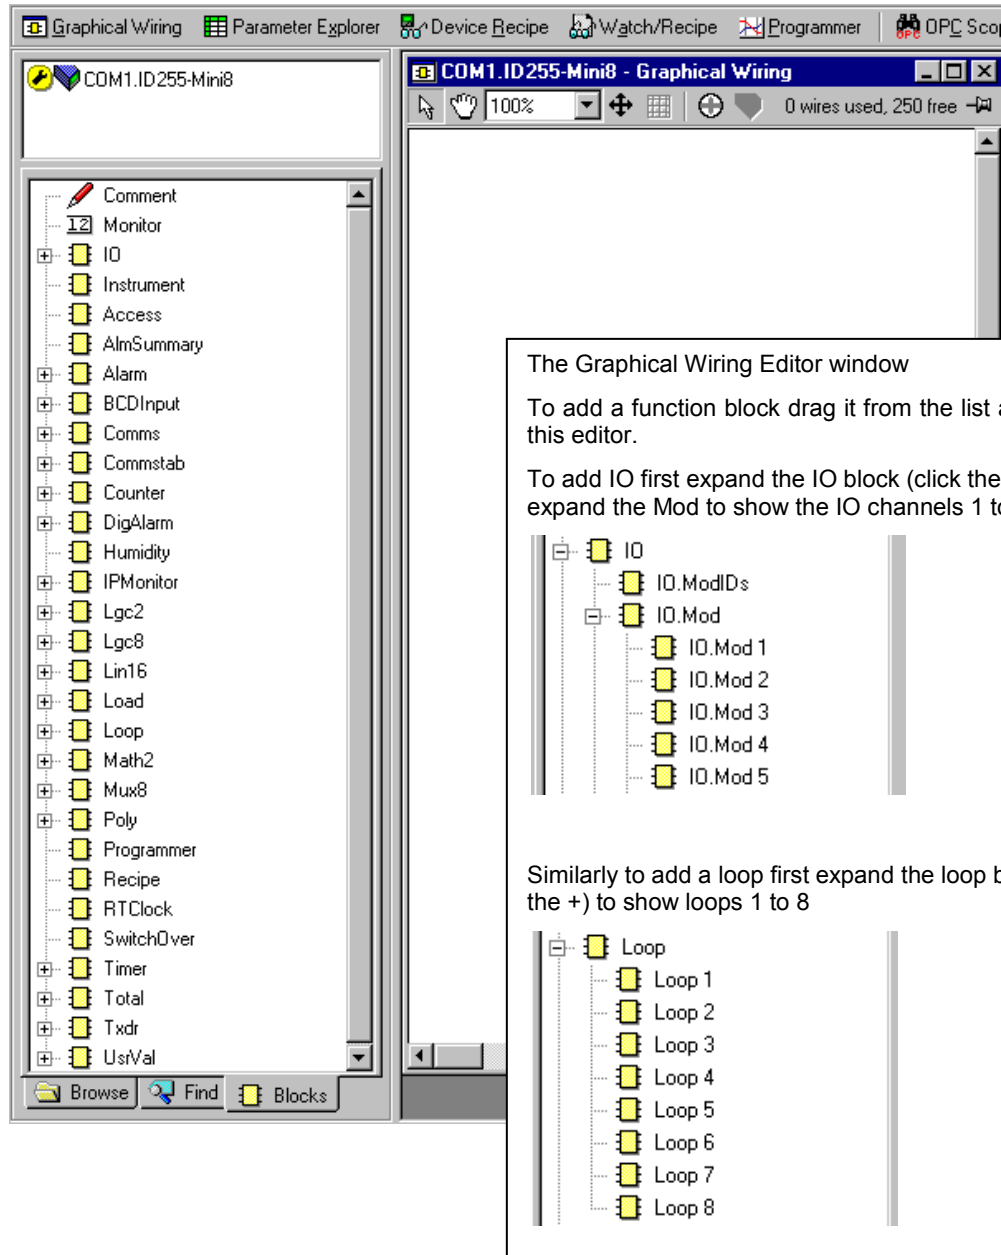 Graphical Wiring Parameter Explorer Device Recipe Watch/Recipe Programmer OPC OPC Scop
COM1.ID255-Mini8
COM1.ID255-Mini8 - Graphical Wiring
100% 0 wires used, 250 free
Comment
12 Monitor
IO
Instrument
Access
AlmSummary
Alarm
BCDInput
Comms
Commstab
Counter
DigAlarm
Humidity
IPMonitor
Lgc2
Lgc8
Lin16
Load
Loop
Math2
Mux8
Poly
Programmer
Recipe
RTClock
SwitchOver
Timer
Total
Txdr
UsrVal
Browse Find Blocks
The Graphical Wiring Editor window
To add a function block drag it from the list
this editor.
To add IO first expand the IO block (click the
expand the Mod to show the IO channels 1 to
IO
IO.ModIDs
IO.Mod
IO.Mod 1
IO.Mod 2
IO.Mod 3
IO.Mod 4
IO.Mod 5
Similarly to add a loop first expand the loop
the +) to show loops 1 to 8
Loop
Loop 1
Loop 2
Loop 3
Loop 4
Loop 5
Loop 6
Loop 7
Loop 8